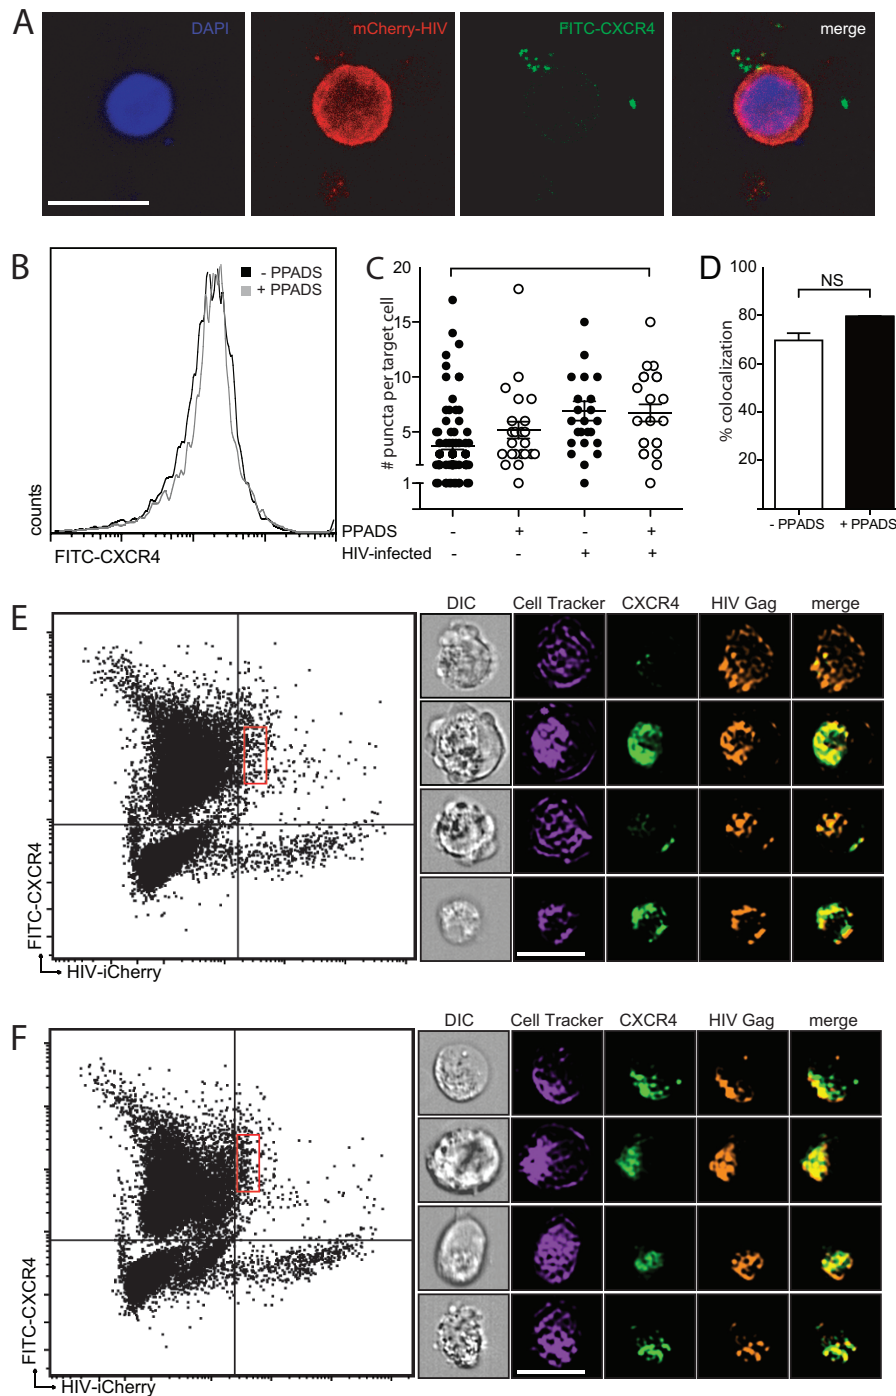 A
DAPI
mCherry-HIV
FITC-CXCR4
merge
B
- PPADS
+ PPADS
counts
FITC-CXCR4
C
# puncta per target cell
20
15
10
5
1
PPADS - + - +
HIV-infected - - + +
D
% colocalization
100
80
60
40
20
NS
- PPADS + PPADS
E
FITC-CXCR4
HIV-iCherry
DIC Cell Tracker CXCR4 HIV Gag merge
F
FITC-CXCR4
HIV-iCherry
DIC Cell Tracker CXCR4 HIV Gag merge